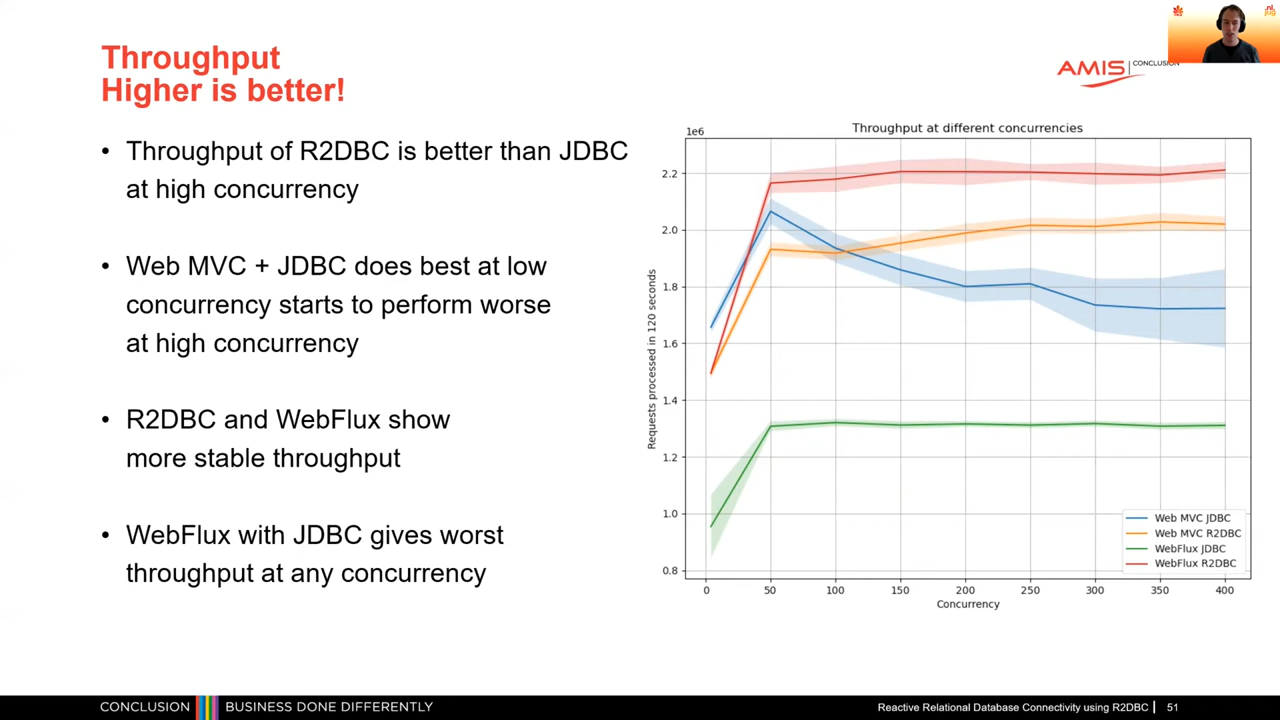 Throughput
Higher is better!
AMIS
CONCLUSION
• Throughput of R2DBC is better than JDBC
at high concurrency
• Web MVC + JDBC does best at low
concurrency starts to perform worse
at high concurrency
• R2DBC and WebFlux show
more stable throughput
• WebFlux with JDBC gives worst
throughput at any concurrency
Throughput at different concurrencies
1e6
2.2
2.0
1.8
1.6
1.4
1.2
1.0
0.8
Requests processed in 120 seconds
0 50 100 150 200 250 300 350 400
Concurrency
Web MVC JDBC
Web MVC R2DBC
WebFlux JDBC
WebFlux R2DBC
CONCLUSION
BUSINESS DONE DIFFERENTLY
Reactive Relational Database Connectivity using R2DBC | 51